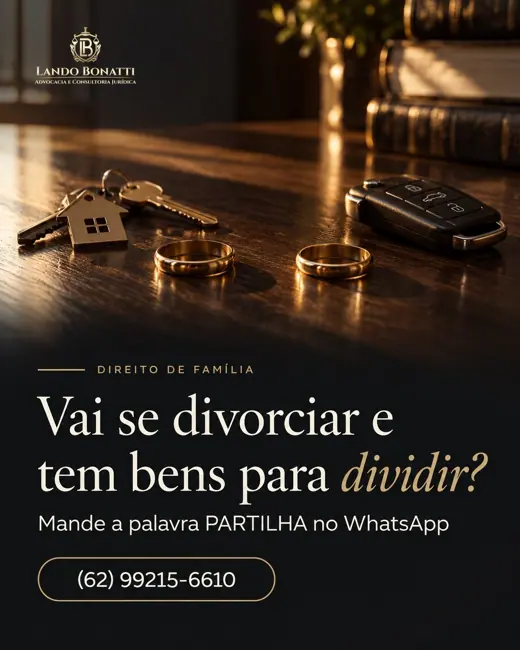 LANDO BONATTI
ADVOCACIA E CONSULTORIA JURÍDICA
DIREITO DE FAMÍLIA
Vai se divorciar e
tem bens para dividir?
Mande a palavra PARTILHA no WhatsApp
(62) 99215-6610